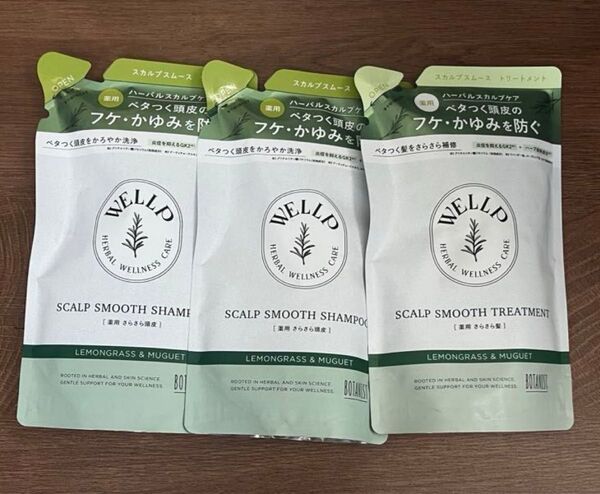 OPEN
スカルプスムース
薬用
ハーバルスカルプケア
ベタつく頭皮の
フケ・かゆみを防ぐ
ベタつく頭皮をかろやか洗浄
WELLP
HERBAL WELLNESS CARE
SCALP SMOOTH SHAMP
[ 薬用 さらさら頭皮 ]
LEMONGRASS & MUGUET
ROOTED IN HERBAL AND SKIN SCIENCE,
GENTLE SUPPORT FOR YOUR WELLNESS.
BOTANIST
OPEN
スカルプスムース
薬用
ハーバルスカルプケア
ベタつく頭皮の
フケ・かゆみを
ベタつく頭皮をかろやか洗浄
WELLP
HERBAL WELLNESS CARE
SCALP SMOOTH SHAMPOO
[ 薬用 さらさら頭皮 ]
LEMONGRASS & MUGUET
ROOTED IN HERBAL AND SKIN SCIENCE,
GENTLE SUPPORT FOR YOUR WELLNESS.
BOTANIST
OPEN
スカルプスムース トリートメント
薬用
ハーバルスカルプケア
ベタつく頭皮の
フケ・かゆみを防ぐ
ベタつく髪をさらさら補修
WELLP
HERBAL WELLNESS CARE
SCALP SMOOTH TREATMENT
[ 薬用 さらさら髪 ]
LEMONGRASS & MUGUET
ROOTED IN HERBAL AND SKIN SCIENCE,
GENTLE SUPPORT FOR YOUR WELLNESS.
BOTANIST